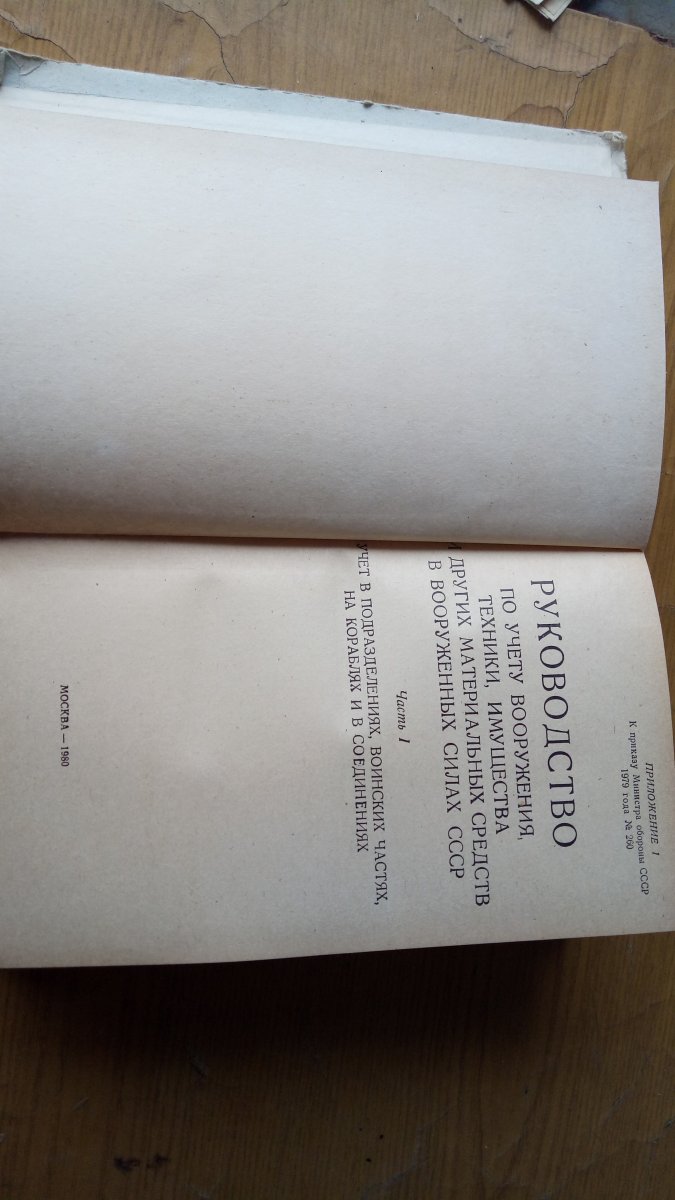 ПРИЛОЖЕНИЕ 1
К приказу Министра обороны СССР
1979 года № 260
РУКОВОДСТВО
ПО УЧЕТУ ВООРУЖЕНИЯ,
ТЕХНИКИ, ИМУЩЕСТВА
И ДРУГИХ МАТЕРИАЛЬНЫХ СРЕДСТВ
В ВООРУЖЕННЫХ СИЛАХ СССР
Часть I
УЧЕТ В ПОДРАЗДЕЛЕНИЯХ, ВОИНСКИХ ЧАСТЯХ,
НА КОРАБЛЯХ И В СОЕДИНЕНИЯХ
МОСКВА — 1980